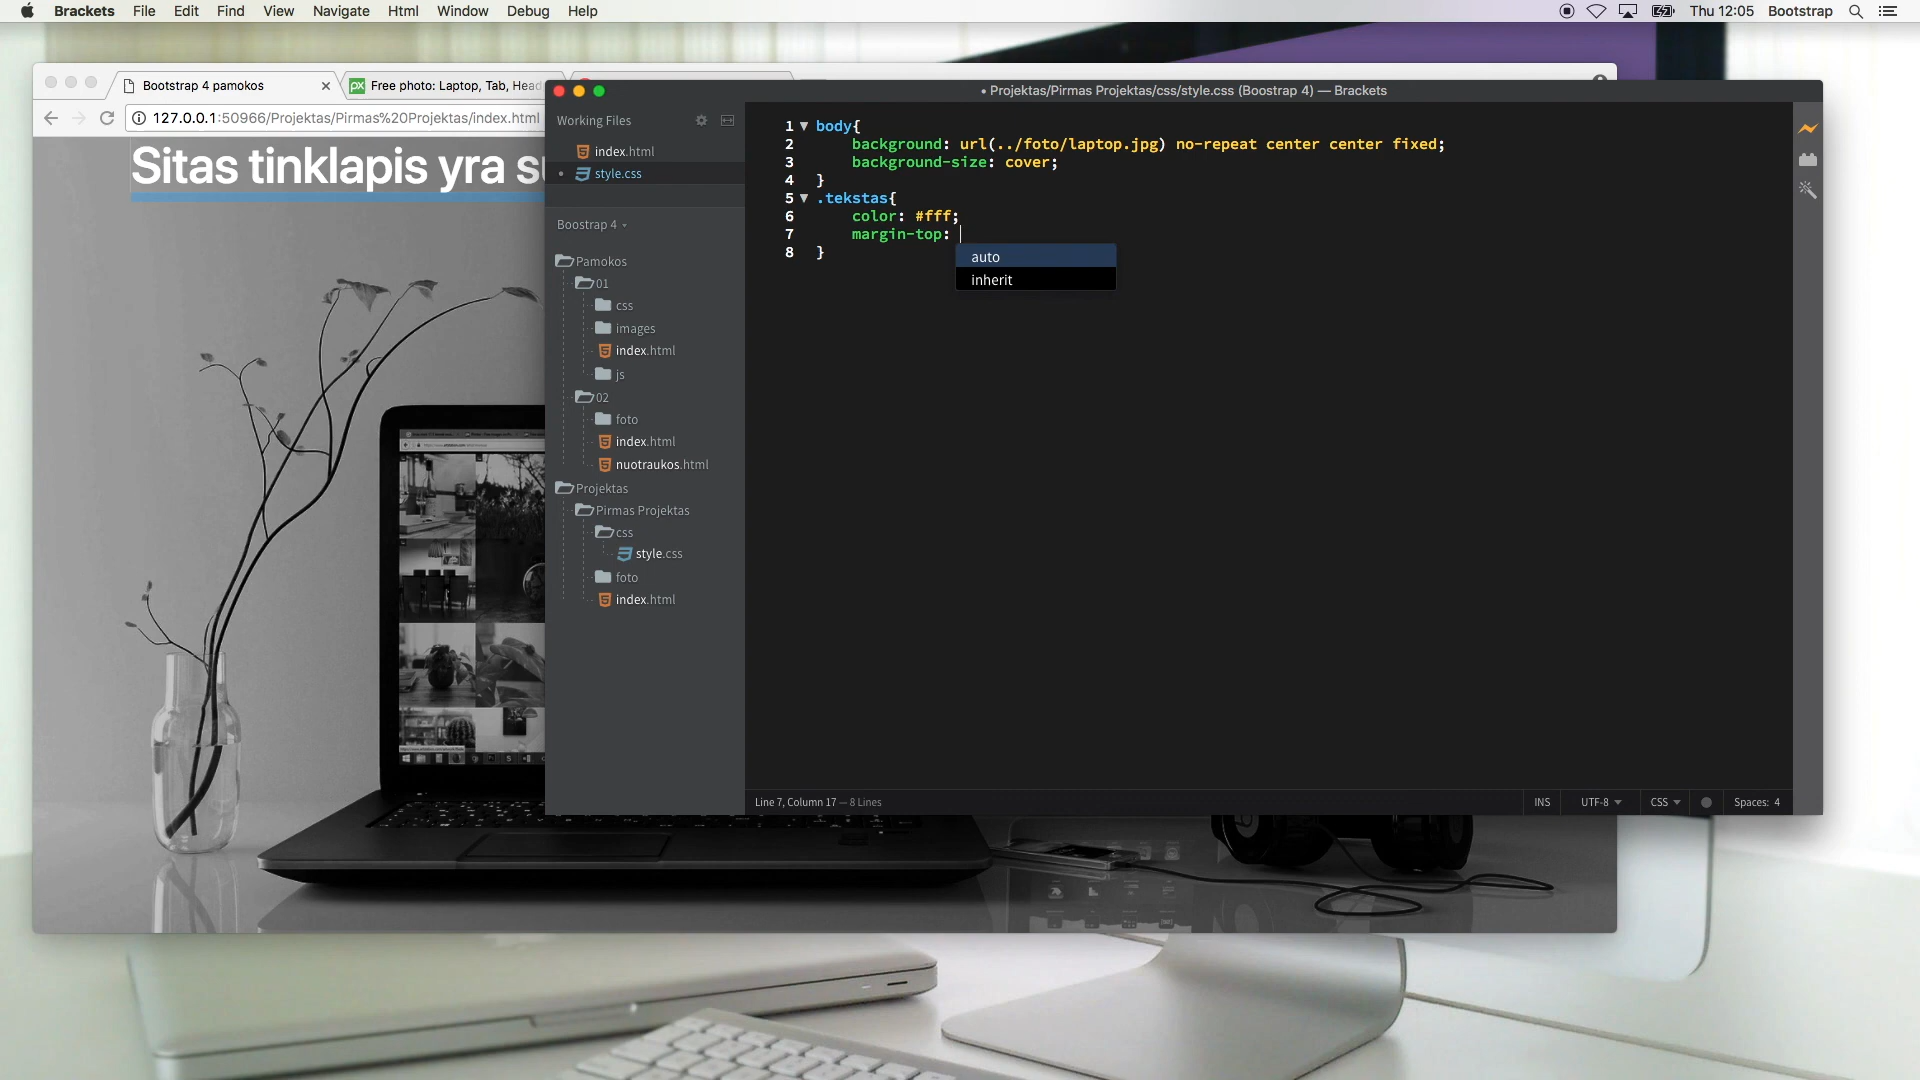 Brackets File Edit Find View Navigate Html Window Debug Help Thu 12:05 Bootstrap
Bootstrap 4 pamokos
Free photo: Laptop, Tab, Head
127.0.0.1:50966/Projektas/Pirmas%20Projektas/index.html
Sitas tinklapis yra su
• Projektas/Pirmas Projektas/css/style.css (Boostrap 4) — Brackets
Working Files
index.html
style.css
Boostrap 4
Pamokos
01
css
images
index.html
js
02
foto
index.html
nuotraukos.html
Projektas
Pirmas Projektas
css
style.css
foto
index.html
1 body{
2 background: url(../foto/laptop.jpg) no-repeat center center fixed;
3 background-size: cover;
4 }
5 .tekstas{
6 color: #fff;
7 margin-top:
8 }
auto
inherit
Line 7, Column 17 — 8 Lines
INS UTF-8 CSS Spaces: 4